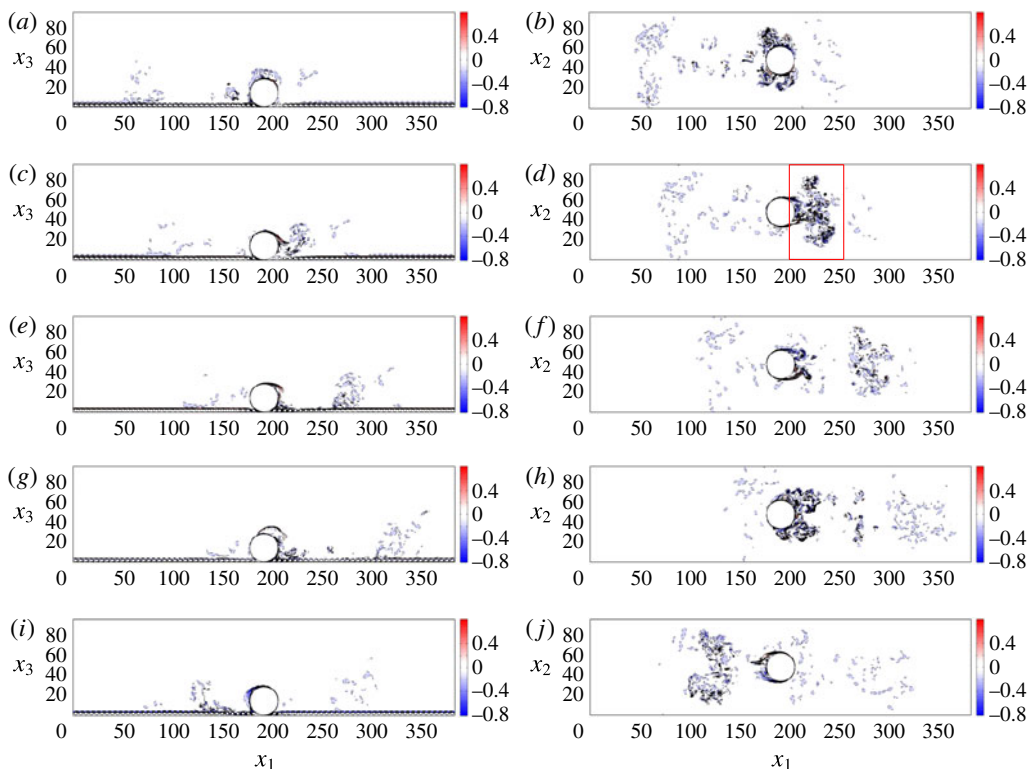 (a) 80 60 40 20 x3 0.4 0 −0.4 −0.8 (b) 80 60 40 20 x2 0.4 0 −0.4 −0.8
0 50 100 150 200 250 300 350 0 50 100 150 200 250 300 350
(c) 80 60 40 20 x3 0.4 0 −0.4 −0.8 (d) 80 60 40 20 x2 0.4 0 −0.4 −0.8
0 50 100 150 200 250 300 350 0 50 100 150 200 250 300 350
(e) 80 60 40 20 x3 0.4 0 −0.4 −0.8 (f) 80 60 40 20 x2 0.4 0 −0.4 −0.8
0 50 100 150 200 250 300 350 0 50 100 150 200 250 300 350
(g) 80 60 40 20 x3 0.4 0 −0.4 −0.8 (h) 80 60 40 20 x2 0.4 0 −0.4 −0.8
0 50 100 150 200 250 300 350 0 50 100 150 200 250 300 350
(i) 80 60 40 20 x3 0.4 0 −0.4 −0.8 (j) 80 60 40 20 x2 0.4 0 −0.4 −0.8
0 50 100 150 200 250 300 350 0 50 100 150 200 250 300 350
x1 x1